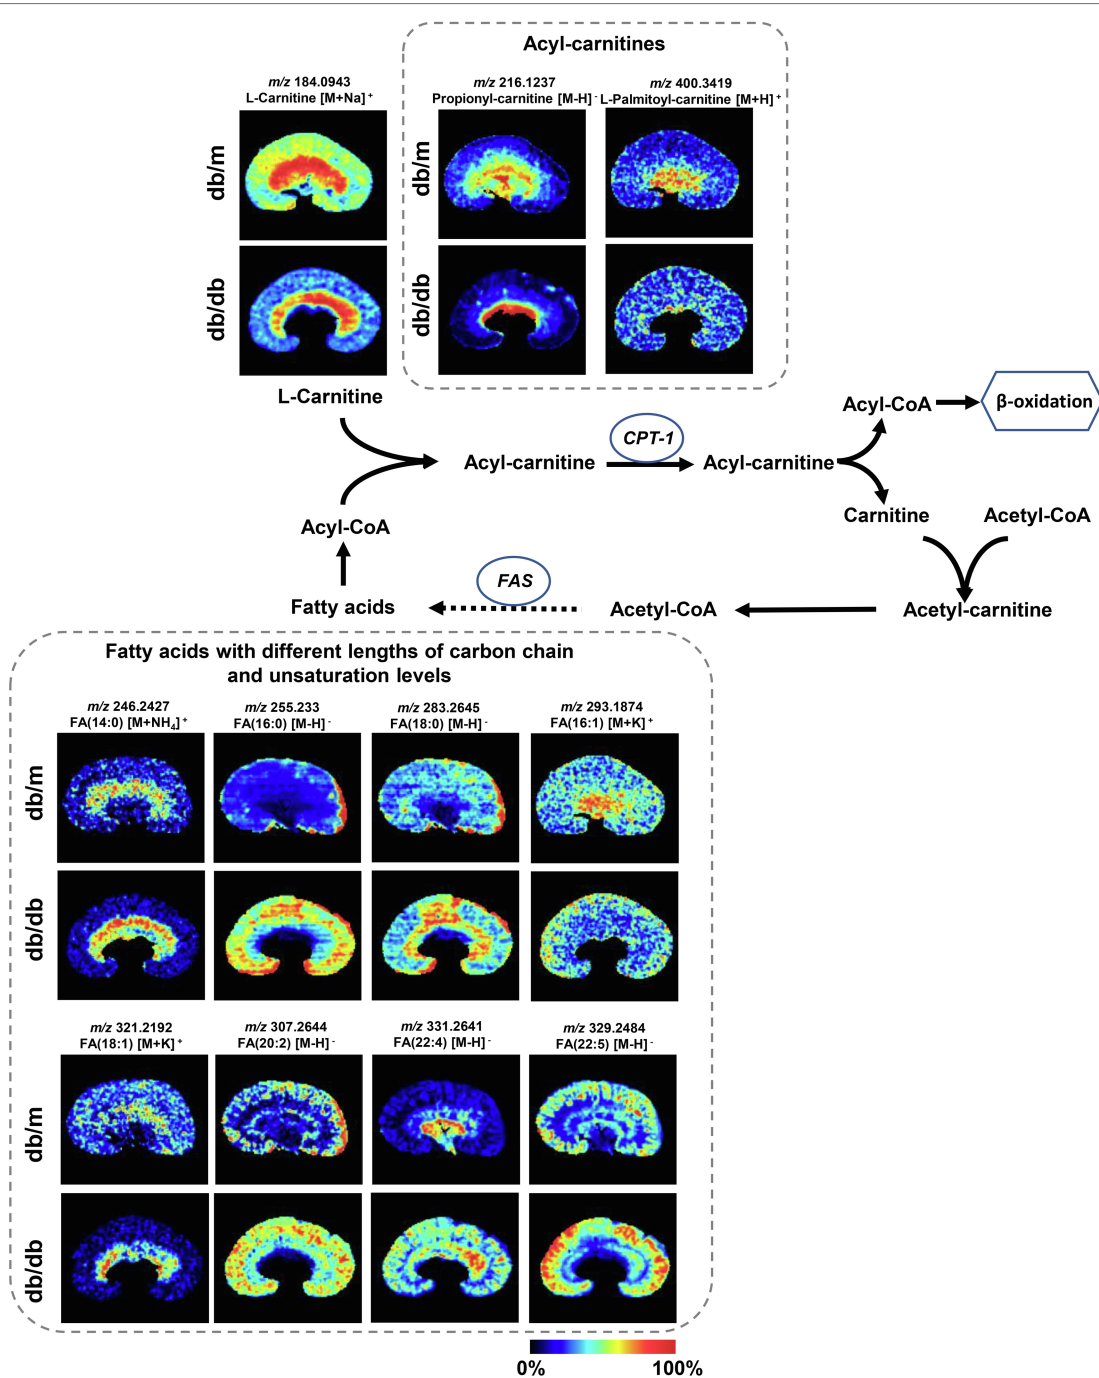 Acyl-carnitines
m/z 184.0943
L-Carnitine [M+Na]+
m/z 216.1237
Propionyl-carnitine [M-H]-
m/z 400.3419
L-Palmitoyl-carnitine [M+H]+
db/m
db/m
db/db
db/db
L-Carnitine
Acyl-CoA
β-oxidation
CPT-1
Acyl-carnitine
Acyl-carnitine
Carnitine
Acetyl-CoA
Acyl-CoA
FAS
Fatty acids
Acetyl-CoA
Acetyl-carnitine
Fatty acids with different lengths of carbon chain
and unsaturation levels
m/z 246.2427
FA(14:0) [M+NH4]+
m/z 255.233
FA(16:0) [M-H]-
m/z 283.2645
FA(18:0) [M-H]-
m/z 293.1874
FA(16:1) [M+K]+
db/m
db/db
m/z 321.2192
FA(18:1) [M+K]+
m/z 307.2644
FA(20:2) [M-H]-
m/z 331.2641
FA(22:4) [M-H]-
m/z 329.2484
FA(22:5) [M-H]-
db/m
db/db
0%
100%